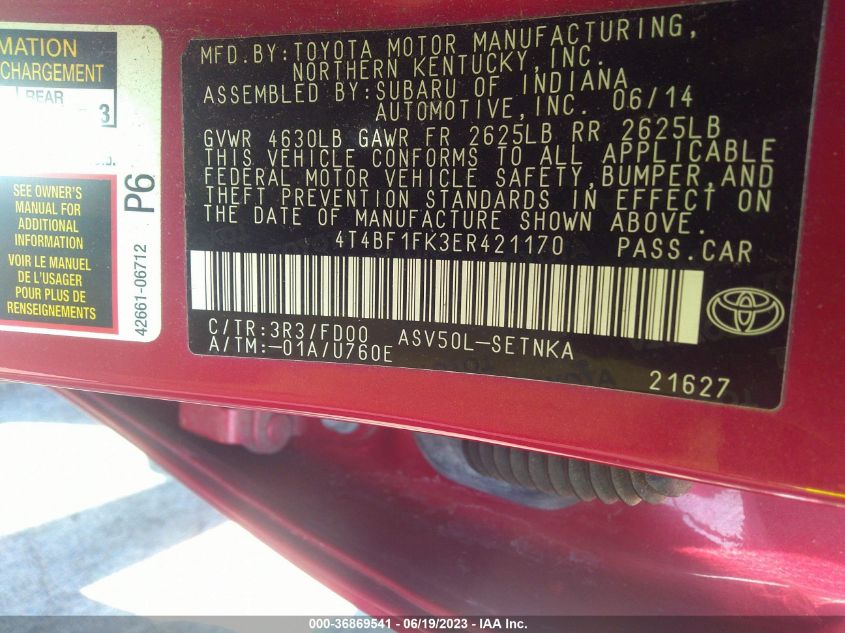 MATION
CHARGEMENT
REAR
3
P6
SEE OWNER'S
MANUAL FOR
ADDITIONAL
INFORMATION
VOIR LE MANUEL
DE L'USAGER
POUR PLUS DE
RENSEIGNEMENTS
42661-06712
MFD.BY:TOYOTA MOTOR MANUFACTURING,
NORTHERN KENTUCKY,INC.
ASSEMBLED BY:SUBARU OF INDIANA
AUTOMOTIVE,INC. 06/14
GVWR 4630LB GAWR FR 2625LB RR 2625LB
THIS VEHICLE CONFORMS TO ALL APPLICABLE
FEDERAL MOTOR VEHICLE SAFETY,BUMPER,AND
THEFT PREVENTION STANDARDS IN EFFECT ON
THE DATE OF MANUFACTURE SHOWN ABOVE.
4T4BF1FK3ER421170 PASS.CAR
C/TR:3R3/FD00 ASV50L-SETNKA
A/TM:-01A/U760E
21627
000-36869541 - 06/19/2023 - IAA Inc.